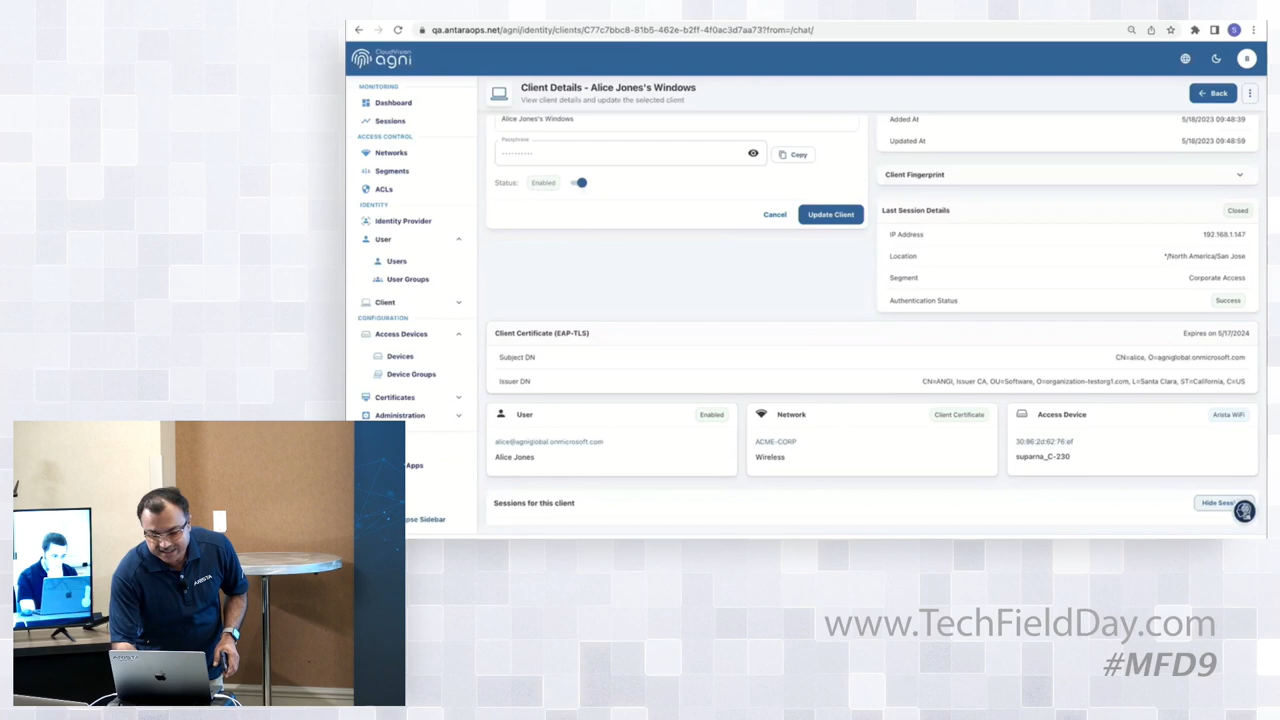 qa.antaraops.net/agni/identity/clients/C77c7bbc8-81b5-462e-b2ff-4f0ac3d7aa73?from=/chat/
CloudVision
agni
B
MONITORING
Dashboard
Sessions
ACCESS CONTROL
Networks
Segments
ACLs
IDENTITY
Identity Provider
User
Users
User Groups
Client
CONFIGURATION
Access Devices
Devices
Device Groups
Certificates
Administration
Apps
pse Sidebar
Client Details - Alice Jones's Windows
View client details and update the selected client
Back
Alice Jones's Windows
Passphrase
Copy
Status: Enabled
Cancel
Update Client
Added At 5/18/2023 09:48:39
Updated At 5/18/2023 09:48:59
Client Fingerprint
Last Session Details Closed
IP Address 192.168.1.147
Location */North America/San Jose
Segment Corporate Access
Authentication Status Success
Client Certificate (EAP-TLS) Expires on 5/17/2024
Subject DN CN=alice, O=agniglobal.onmicrosoft.com
Issuer DN CN=ANGI, Issuer CA, OU=Software, O=organization-testorg1.com, L=Santa Clara, ST=California, C=US
User Enabled
alice@agniglobal.onmicrosoft.com
Alice Jones
Network Client Certificate
ACME-CORP
Wireless
Access Device Arista WiFi
30:86:2d:62:76:ef
suparna_C-230
Sessions for this client
Hide Sess
ARISTA
ARISTA
www.TechFieldDay.com
#MFD9